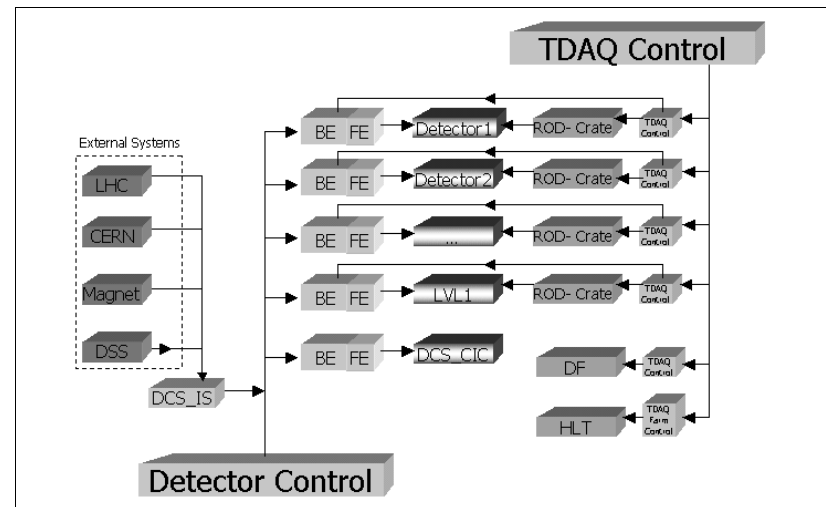 TDAQ Control
BE FE Detector1 ROD- Crate TDAQ Control
External Systems
LHC
BE FE Detector2 ROD- Crate TDAQ Control
CERN
BE FE ... ROD- Crate TDAQ Control
Magnet
BE FE LVL1 ROD- Crate TDAQ Control
DSS
BE FE DCS_CIC
DF TDAQ Control
DCS_IS
HLT TDAQ Farm Control
Detector Control